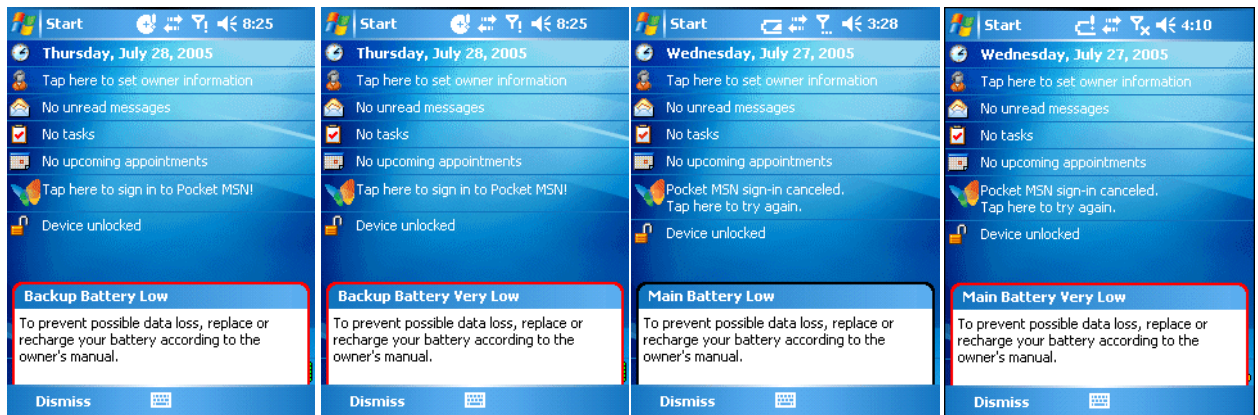 Start 8:25
Thursday, July 28, 2005
Tap here to set owner information
No unread messages
No tasks
No upcoming appointments
Tap here to sign in to Pocket MSN!
Device unlocked
Backup Battery Low
To prevent possible data loss, replace or
recharge your battery according to the
owner's manual.
Dismiss
Start 8:25
Thursday, July 28, 2005
Tap here to set owner information
No unread messages
No tasks
No upcoming appointments
Tap here to sign in to Pocket MSN!
Device unlocked
Backup Battery Very Low
To prevent possible data loss, replace or
recharge your battery according to the
owner's manual.
Dismiss
Start 3:28
Wednesday, July 27, 2005
Tap here to set owner information
No unread messages
No tasks
No upcoming appointments
Pocket MSN sign-in canceled.
Tap here to try again.
Device unlocked
Main Battery Low
To prevent possible data loss, replace or
recharge your battery according to the
owner's manual.
Dismiss
Start 4:10
Wednesday, July 27, 2005
Tap here to set owner information
No unread messages
No tasks
No upcoming appointments
Pocket MSN sign-in canceled.
Tap here to try again.
Device unlocked
Main Battery Very Low
To prevent possible data loss, replace or
recharge your battery according to the
owner's manual.
Dismiss